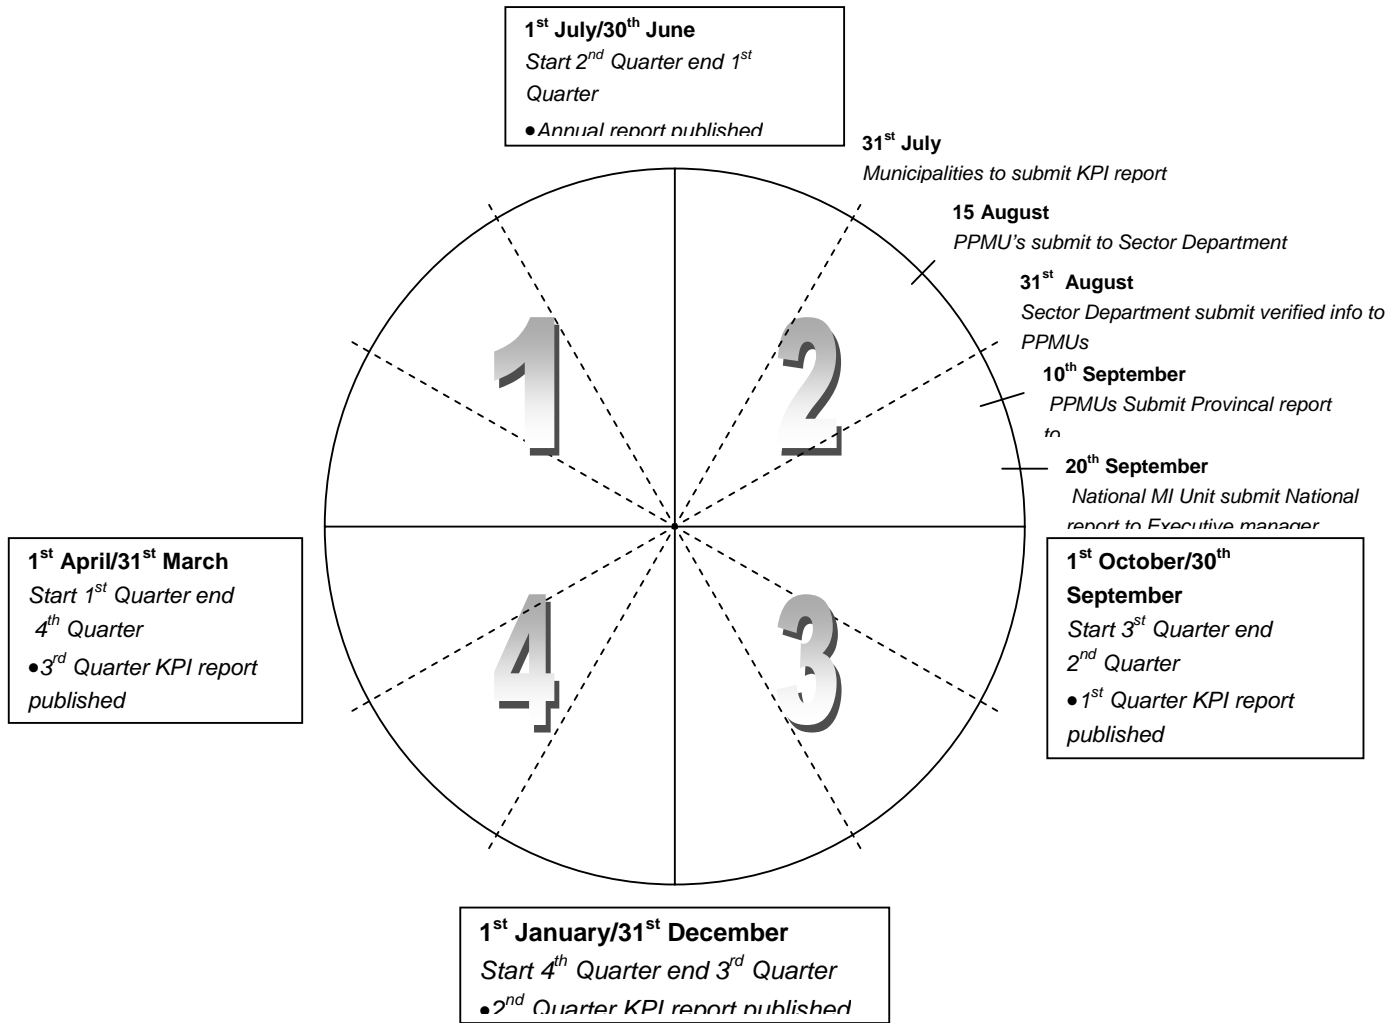 1st July/30th June
Start 2nd Quarter end 1st
Quarter
•Annual report published
31st July
Municipalities to submit KPI report
15 August
PPMU's submit to Sector Department
31st August
Sector Department submit verified info to
PPMUs
10th September
PPMUs Submit Provincal report
to
20th September
National MI Unit submit National
report to Executive manager
1
2
1st April/31st March
Start 1st Quarter end
4th Quarter
•3rd Quarter KPI report
published
4
3
1st October/30th
September
Start 3st Quarter end
2nd Quarter
•1st Quarter KPI report
published
1st January/31st December
Start 4th Quarter end 3rd Quarter
•2nd Quarter KPI report published